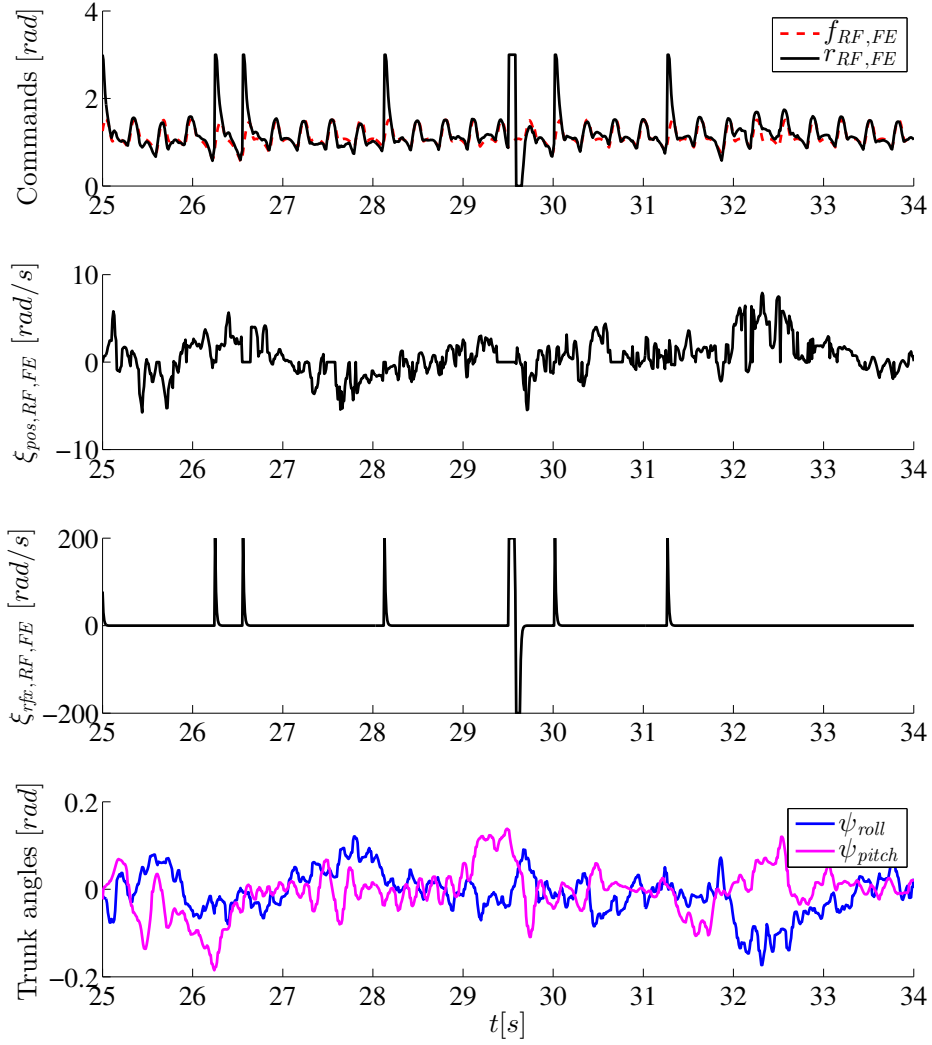 Commands [rad]
4
2
0
f_{RF,FE}
r_{RF,FE}
25 26 27 28 29 30 31 32 33 34
ξ_{pos,RF,FE} [rad/s]
10
0
−10
25 26 27 28 29 30 31 32 33 34
ξ_{rfx,RF,FE} [rad/s]
200
0
−200
25 26 27 28 29 30 31 32 33 34
Trunk angles [rad]
0.2
0
−0.2
ψ_{roll}
ψ_{pitch}
25 26 27 28 29 30 31 32 33 34
t[s]